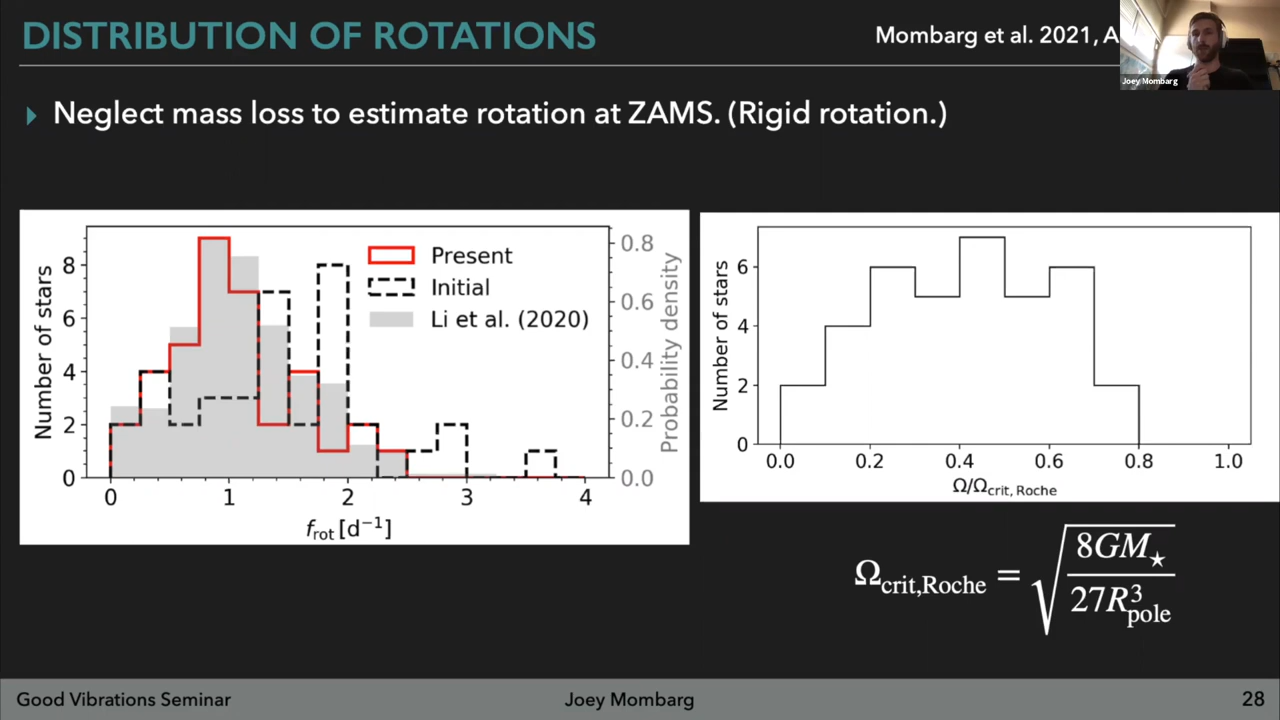 DISTRIBUTION OF ROTATIONS
Mombarg et al. 2021, A
Joey Mombarg
Neglect mass loss to estimate rotation at ZAMS. (Rigid rotation.)
Number of stars
8
6
4
2
0
0 1 2 3 4
f_rot [d⁻¹]
Present
Initial
Li et al. (2020)
0.8
0.6
0.4
0.2
0.0
Probability density
Number of stars
6
4
2
0
0.0 0.2 0.4 0.6 0.8 1.0
Ω/Ω_crit, Roche
Ω_crit,Roche = √(8GM_★ / 27R³_pole)
Good Vibrations Seminar Joey Mombarg 28